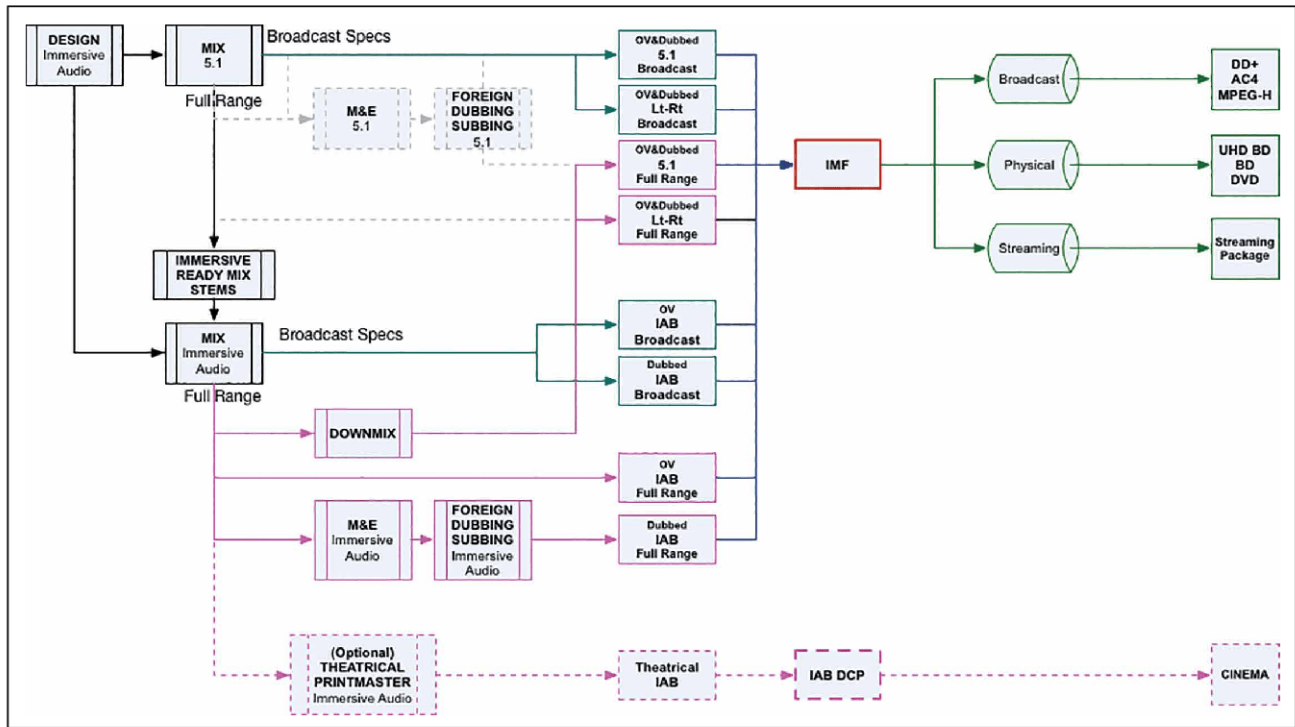 DESIGN
Immersive
Audio
MIX
5.1
Broadcast Specs
Full Range
M&E
5.1
FOREIGN
DUBBING
SUBBING
5.1
OV&Dubbed
5.1
Broadcast
OV&Dubbed
Lt-Rt
Broadcast
OV&Dubbed
5.1
Full Range
OV&Dubbed
Lt-Rt
Full Range
IMF
Broadcast
DD+
AC4
MPEG-H
Physical
UHD BD
BD
DVD
Streaming
Streaming
Package
IMMERSIVE
READY MIX
STEMS
MIX
Immersive
Audio
Broadcast Specs
Full Range
OV
IAB
Broadcast
Dubbed
IAB
Broadcast
DOWNMIX
OV
IAB
Full Range
M&E
Immersive
Audio
FOREIGN
DUBBING
SUBBING
Immersive
Audio
Dubbed
IAB
Full Range
(Optional)
THEATRICAL
PRINTMASTER
Immersive Audio
Theatrical
IAB
IAB DCP
CINEMA